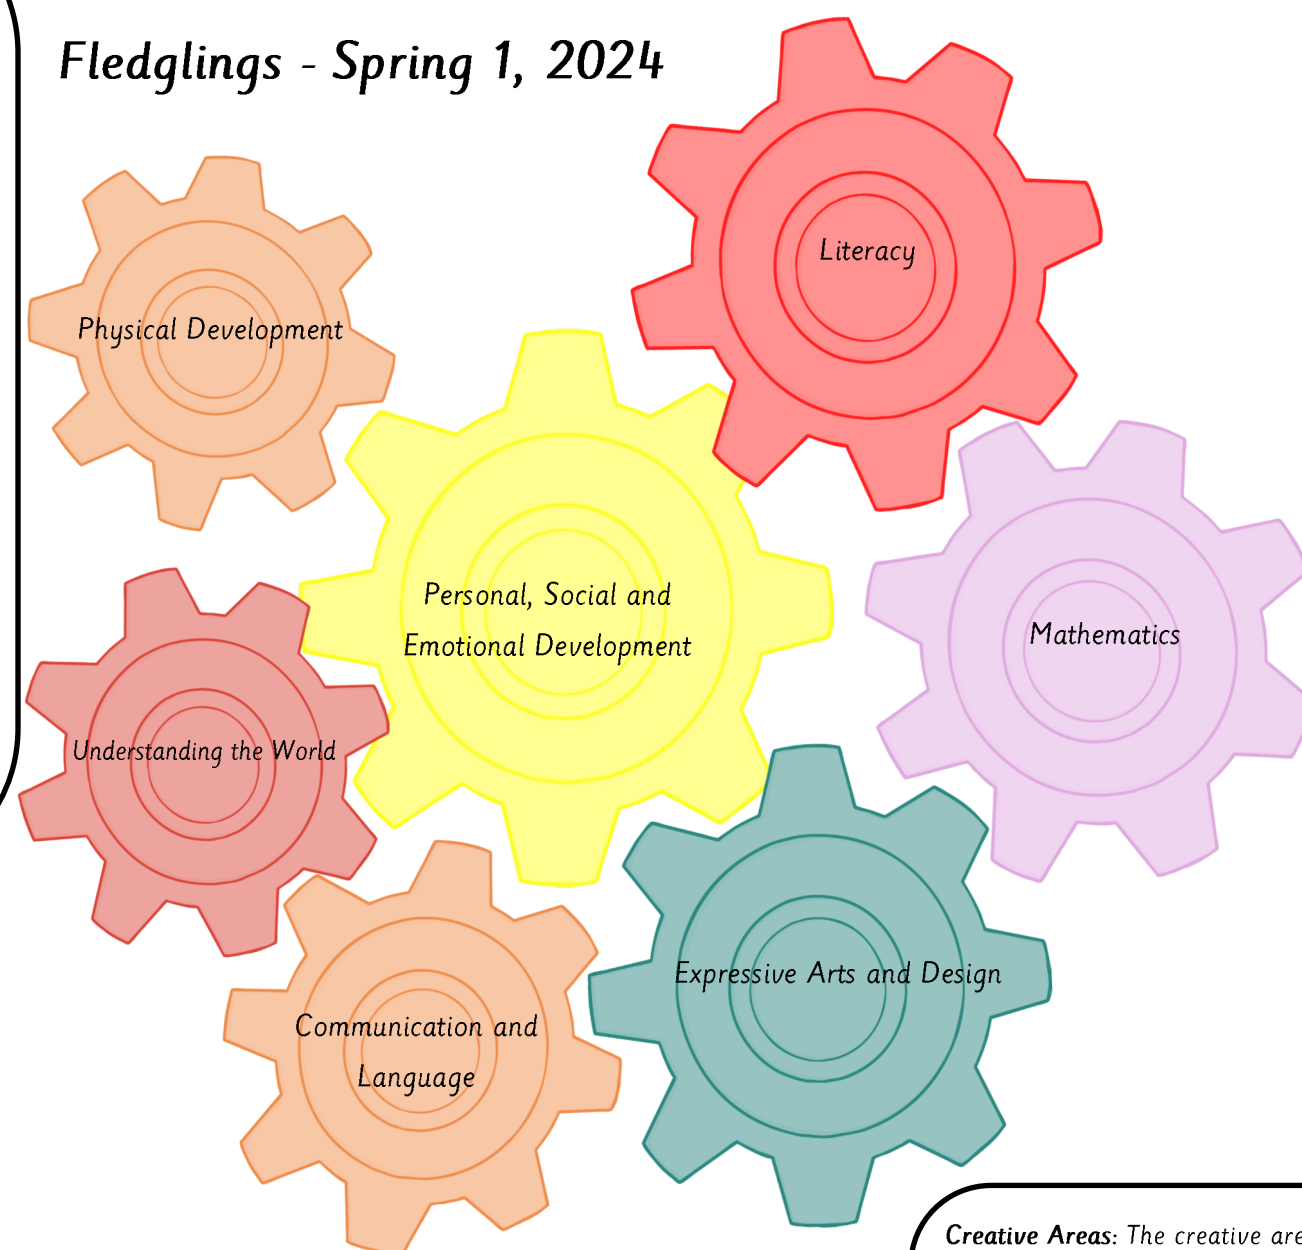 Fledglings - Spring 1, 2024
Literacy
Physical Development
Personal, Social and
Emotional Development
Mathematics
Understanding the World
Expressive Arts and Design
Communication and
Language
Creative Areas: The creative are